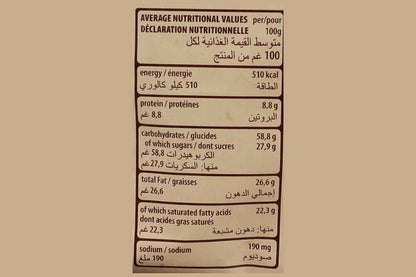 AVERAGE NUTRITIONAL VALUES per/pour
DÉCLARATION NUTRITIONNELLE 100g
متوسط القيمة الغذائية لكل
100 غم من المنتج
energy / énergie 510 kcal
الطاقة 510 كيلو كالوري
protein / protéines 8,8 g
البروتين 8,8 غم
carbohydrates / glucides 58,8 g
of which sugars / dont sucres 27,9 g
الكربوهيدرات 58,8 غم
منها: السكريات 27,9 غم
total Fat / graisses 26,6 g
إجمالي الدهون 26,6 غم
of which saturated fatty acids 22,3 g
dont acides gras saturés
منها: دهون مشبعة 22,3 غم
sodium / sodium 190 mg
صوديوم 190 ملغ